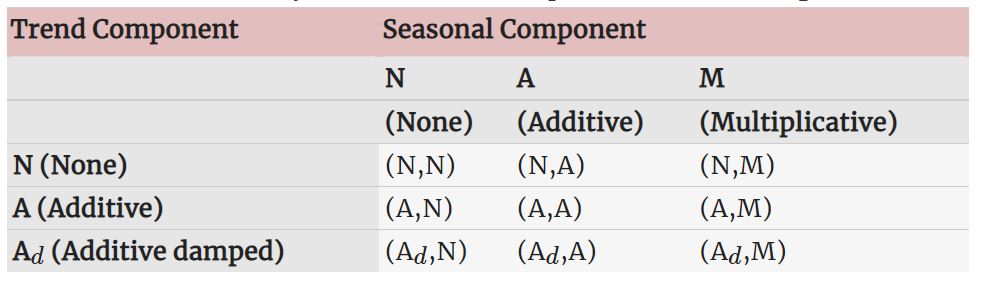 Trend Component Seasonal Component
N A M
(None) (Additive) (Multiplicative)
N (None) (N,N) (N,A) (N,M)
A (Additive) (A,N) (A,A) (A,M)
A_d (Additive damped) (A_d,N) (A_d,A) (A_d,M)